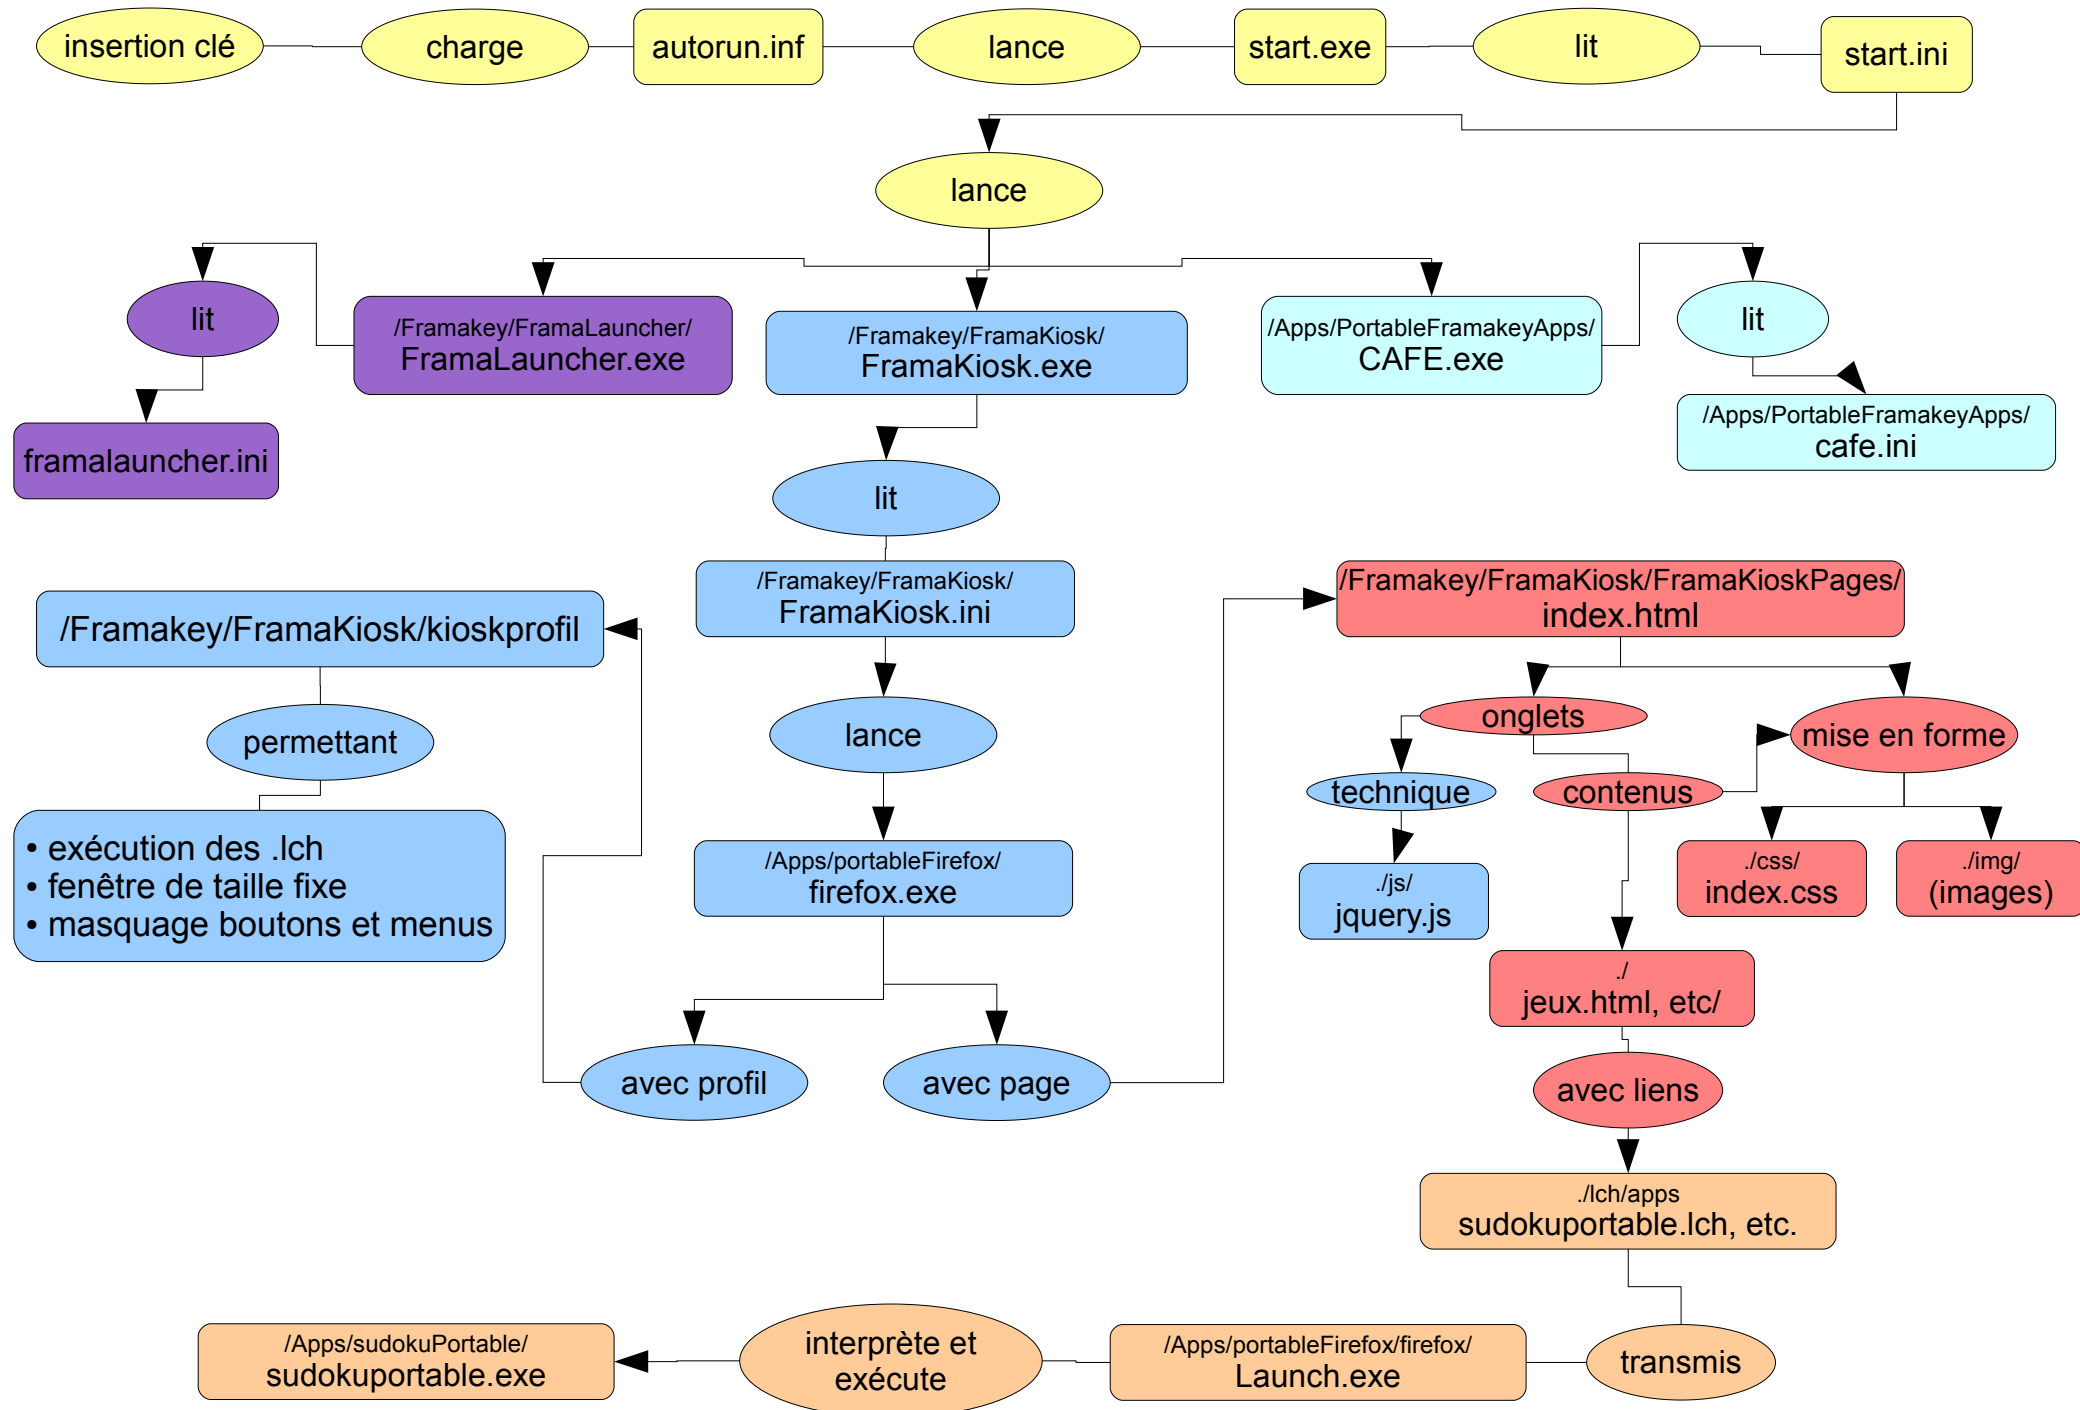 insertion clé
charge
autorun.inf
lance
start.exe
lit
start.ini
lance
lit
/Framakey/FramaLauncher/
FramaLauncher.exe
/Framakey/FramaKiosk/
FramaKiosk.exe
/Apps/PortableFramakeyApps/
CAFE.exe
lit
framalauncher.ini
/Apps/PortableFramakeyApps/
cafe.ini
lit
/Framakey/FramaKiosk/
FramaKiosk.ini
/Framakey/FramaKiosk/FramaKioskPages/
index.html
/Framakey/FramaKiosk/kioskprofil
permettant
lance
onglets
mise en forme
technique
contenus
• exécution des .lch
• fenêtre de taille fixe
• masquage boutons et menus
/Apps/portableFirefox/
firefox.exe
./js/
jquery.js
./css/
index.css
./img/
(images)
./
jeux.html, etc/
avec profil
avec page
avec liens
./lch/apps
sudokuportable.lch, etc.
/Apps/sudokuPortable/
sudokuportable.exe
interprète et
exécute
/Apps/portableFirefox/firefox/
Launch.exe
transmis